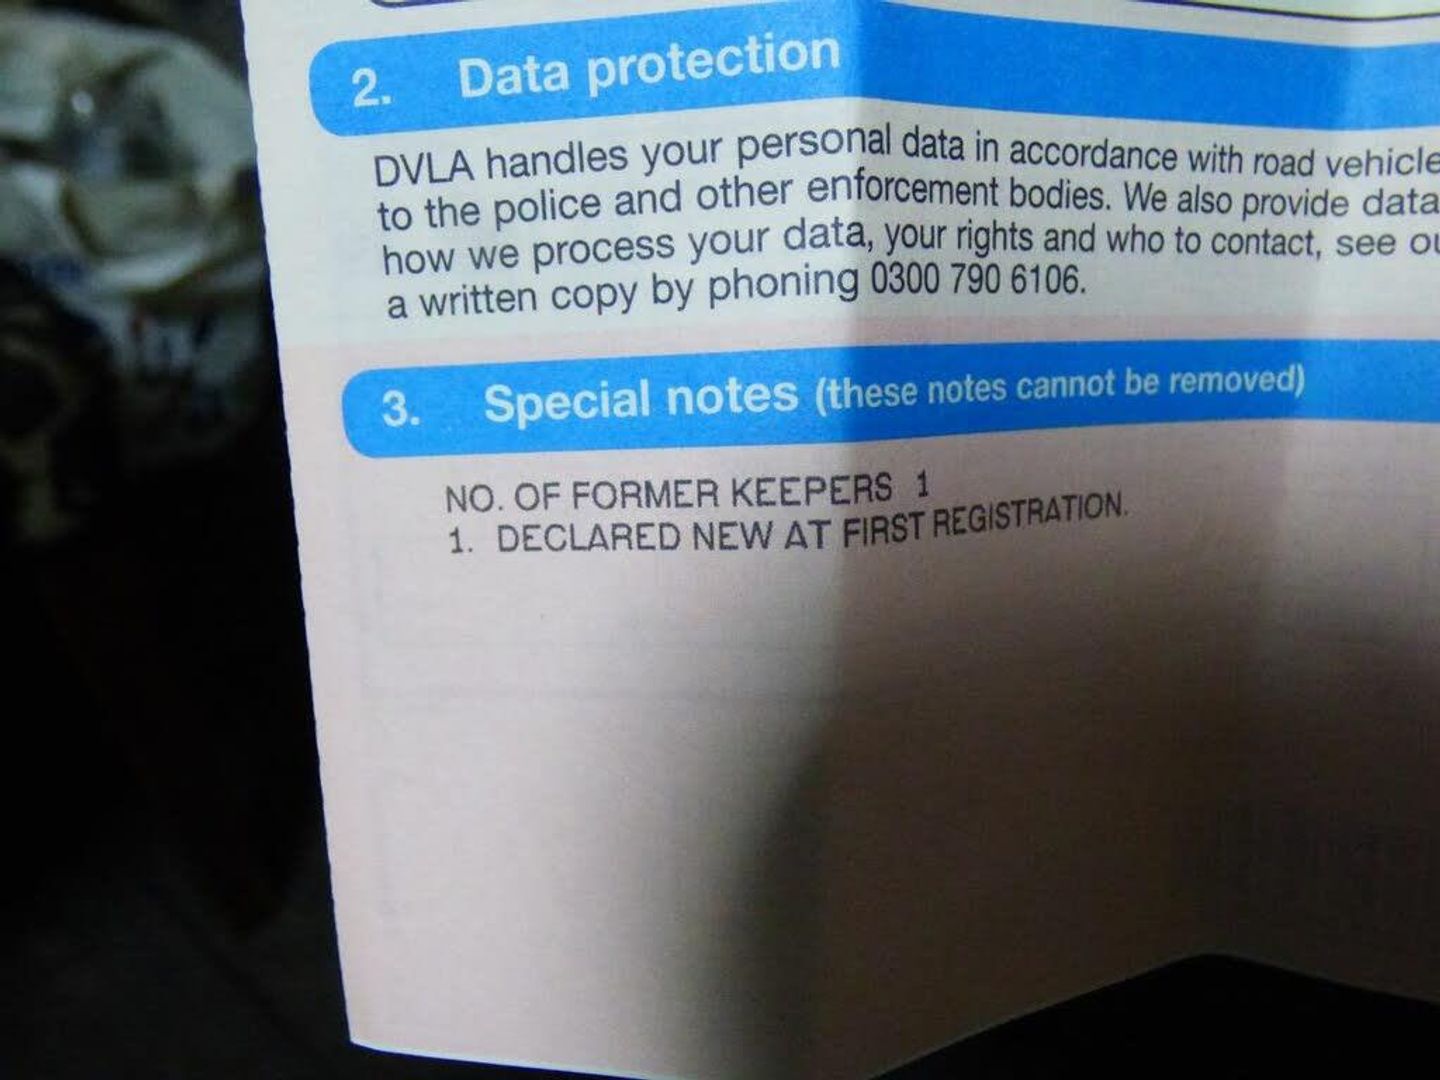 2. Data protection
DVLA handles your personal data in accordance with road vehicle
to the police and other enforcement bodies. We also provide data
how we process your data, your rights and who to contact, see ou
a written copy by phoning 0300 790 6106.
3. Special notes (these notes cannot be removed)
NO. OF FORMER KEEPERS 1
1. DECLARED NEW AT FIRST REGISTRATION.